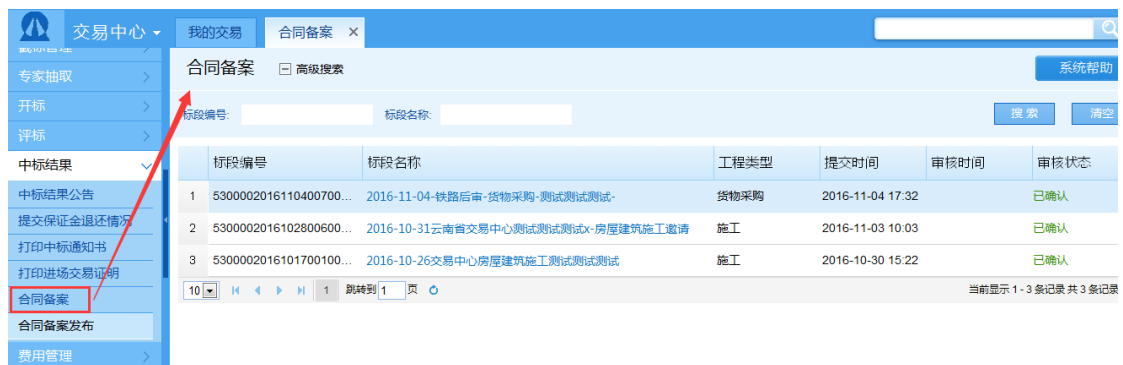 交易中心 我的交易 合同备案 ×
截标管理
专家抽取
开标
评标
中标结果
中标结果公告
提交保证金退还情况
打印中标通知书
打印进场交易证明
合同备案
合同备案发布
费用管理
合同备案 高级搜索 系统帮助
标段编号: 标段名称: 搜索 清空
标段编号 标段名称 工程类型 提交时间 审核时间 审核状态
1 5300002016110400700... 2016-11-04-铁路后审-货物采购-测试测试测试- 货物采购 2016-11-04 17:32 已确认
2 5300002016102800600... 2016-10-31云南省交易中心测试测试测试x-房屋建筑施工邀请 施工 2016-11-03 10:03 已确认
3 5300002016101700100... 2016-10-26交易中心房屋建筑施工测试测试测试 施工 2016-10-30 15:22 已确认
10 1 跳转到 1 页 当前显示 1 - 3 条记录 共 3 条记录